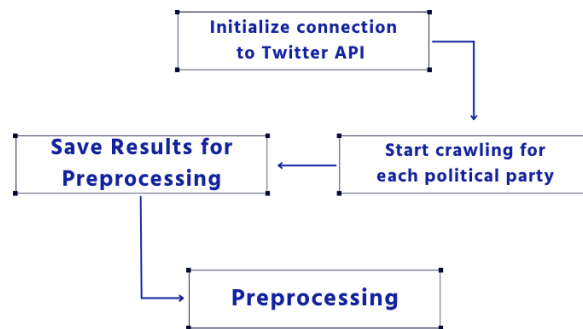 Initialize connection
to Twitter API
Start crawling for
each political party
Save Results for
Preprocessing
Preprocessing